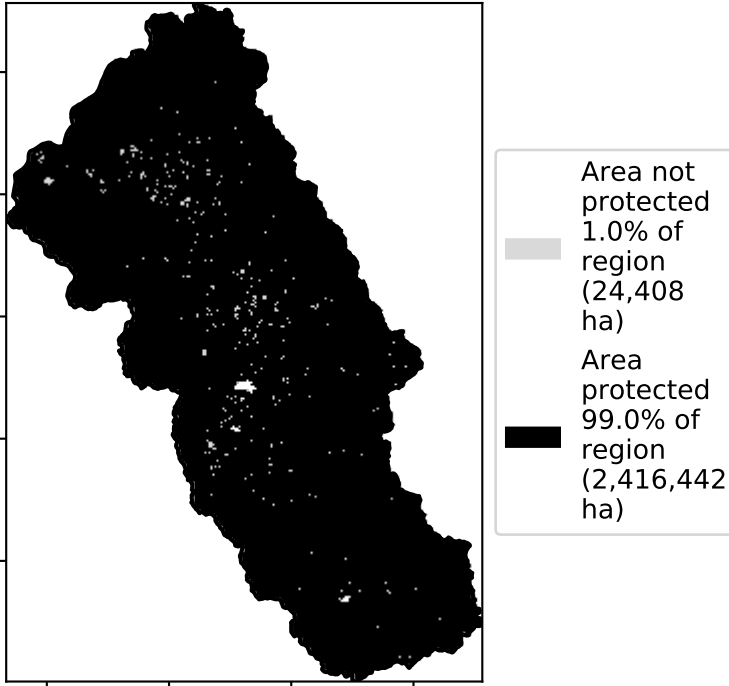 Area not
protected
1.0% of
region
(24,408
ha)
Area
protected
99.0% of
region
(2,416,442
ha)